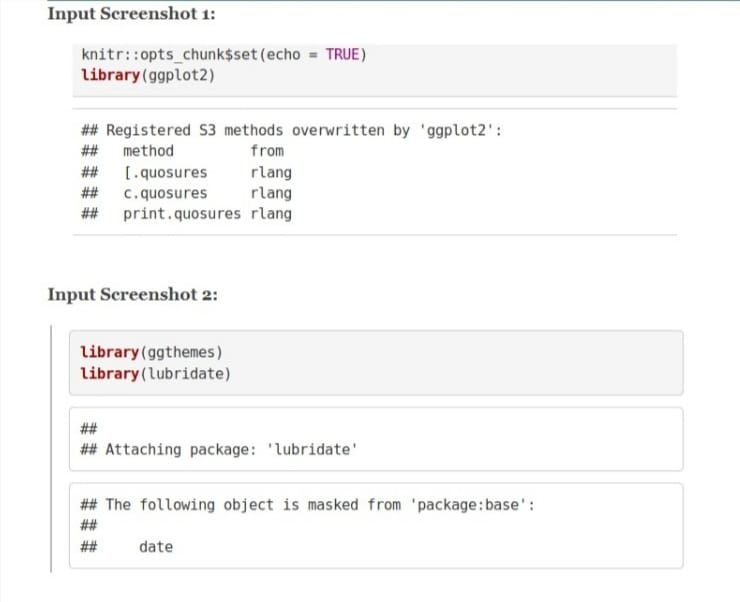 Input Screenshot 1:
knitr::opts_chunk$set(echo = TRUE)
library(ggplot2)
## Registered S3 methods overwritten by 'ggplot2':
##   method         from
##   [.quosures     rlang
##   c.quosures     rlang
##   print.quosures rlang
Input Screenshot 2:
library(ggthemes)
library(lubridate)
##
## Attaching package: 'lubridate'
## The following object is masked from 'package:base':
##
##     date